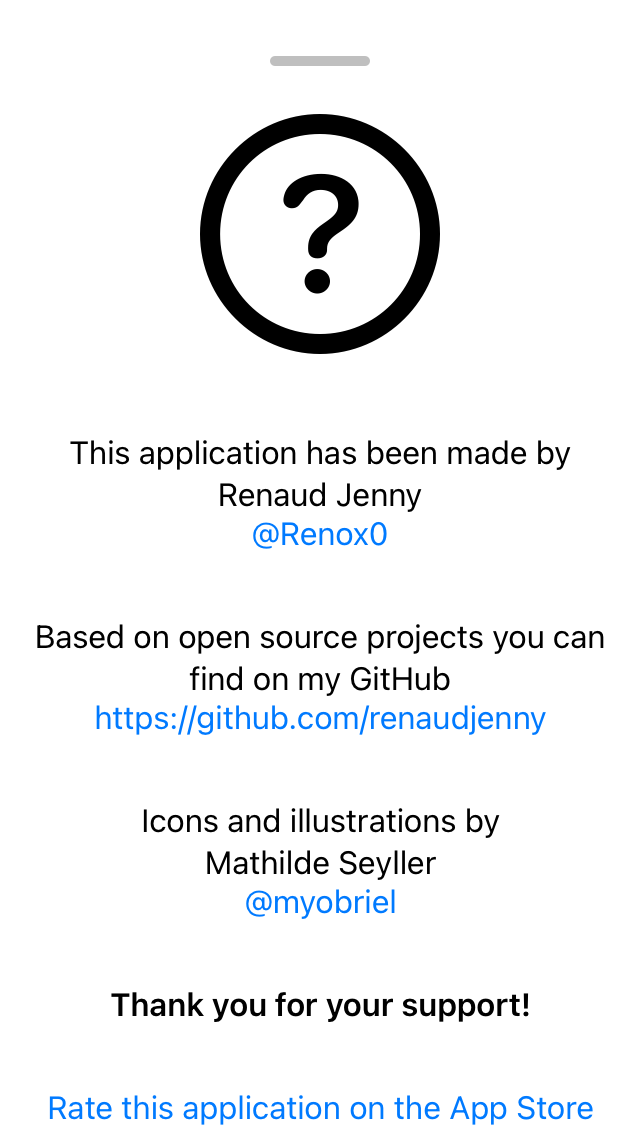 ?
This application has been made by
Renaud Jenny
@Renox0
Based on open source projects you can
find on my GitHub
https://github.com/renaudjenny
Icons and illustrations by
Mathilde Seyller
@myobriel
Thank you for your support!
Rate this application on the App Store